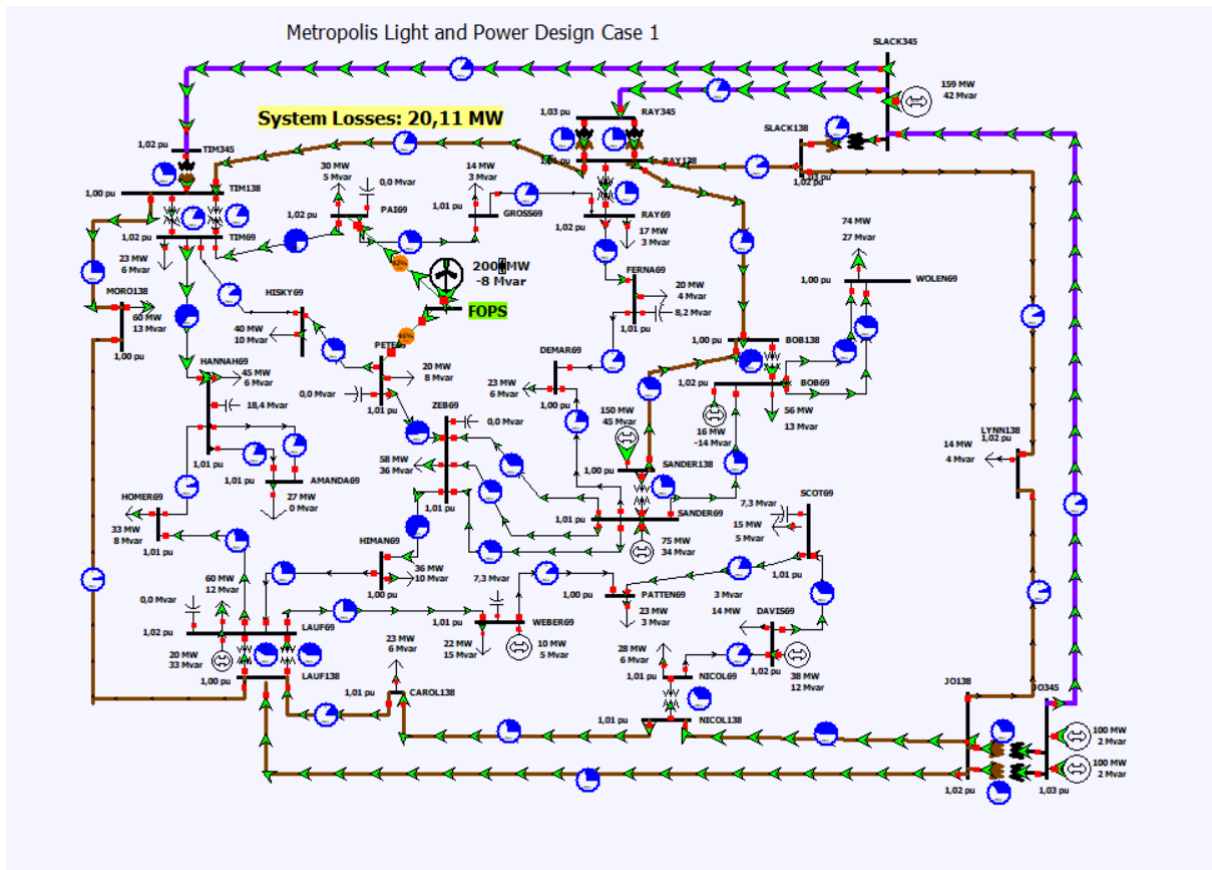 Metropolis Light and Power Design Case 1
SLACK345
159 MW
42 Mvar
System Losses: 20,11 MW
1,03 pu
RAY345
SLACK138
1,02 pu
TIM345
30 MW
5 Mvar
0,0 Mvar
14 MW
3 Mvar
RAY138
1,02 pu
1,00 pu
TIM138
1,02 pu
PAI69
1,01 pu
GROSS69
RAY69
1,02 pu
17 MW
3 Mvar
74 MW
27 Mvar
1,02 pu
TIM69
23 MW
6 Mvar
200 MW
-8 Mvar
FOPS
FERNA69
20 MW
4 Mvar
8,2 Mvar
1,01 pu
1,00 pu
WOLEN69
MORO138
60 MW
13 Mvar
1,00 pu
HISKY69
40 MW
10 Mvar
PETE69
20 MW
8 Mvar
0,0 Mvar
1,01 pu
DEMAR69
23 MW
6 Mvar
1,00 pu
1,00 pu
BOB138
1,02 pu
BOB69
16 MW
-14 Mvar
56 MW
13 Mvar
HANNAH69
45 MW
6 Mvar
18,4 Mvar
1,01 pu
ZEB69
0,0 Mvar
58 MW
36 Mvar
1,01 pu
150 MW
45 Mvar
1,00 pu
SANDER138
LYNN138
1,02 pu
14 MW
4 Mvar
1,01 pu
AMANDA69
27 MW
0 Mvar
HOMER69
33 MW
8 Mvar
1,01 pu
1,01 pu
SANDER69
75 MW
34 Mvar
SCOT69
7,3 Mvar
15 MW
5 Mvar
1,01 pu
HIMAN69
36 MW
10 Mvar
1,00 pu
60 MW
12 Mvar
0,0 Mvar
7,3 Mvar
1,00 pu
PATTEN69
23 MW
3 Mvar
3 Mvar
14 MW
DAVIS69
1,02 pu
38 MW
12 Mvar
1,02 pu
LAUF69
20 MW
33 Mvar
1,00 pu
LAUF138
1,01 pu
WEBER69
22 MW
15 Mvar
10 MW
5 Mvar
23 MW
6 Mvar
1,01 pu
CAROL138
28 MW
6 Mvar
1,01 pu
NICOL69
1,01 pu
NICOL138
JO138
JO345
100 MW
2 Mvar
100 MW
2 Mvar
1,02 pu
1,03 pu